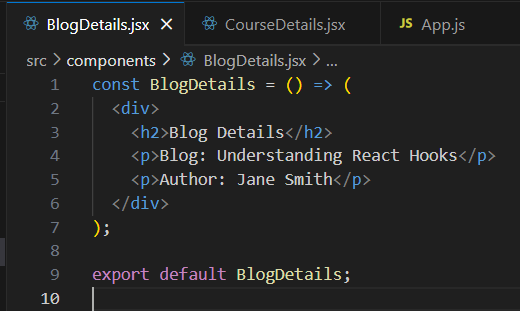 BlogDetails.jsx CourseDetails.jsx JS App.js
src > components > BlogDetails.jsx > ...
1 const BlogDetails = () => (
2 <div>
3 <h2>Blog Details</h2>
4 <p>Blog: Understanding React Hooks</p>
5 <p>Author: Jane Smith</p>
6 </div>
7 );
8
9 export default BlogDetails;
10